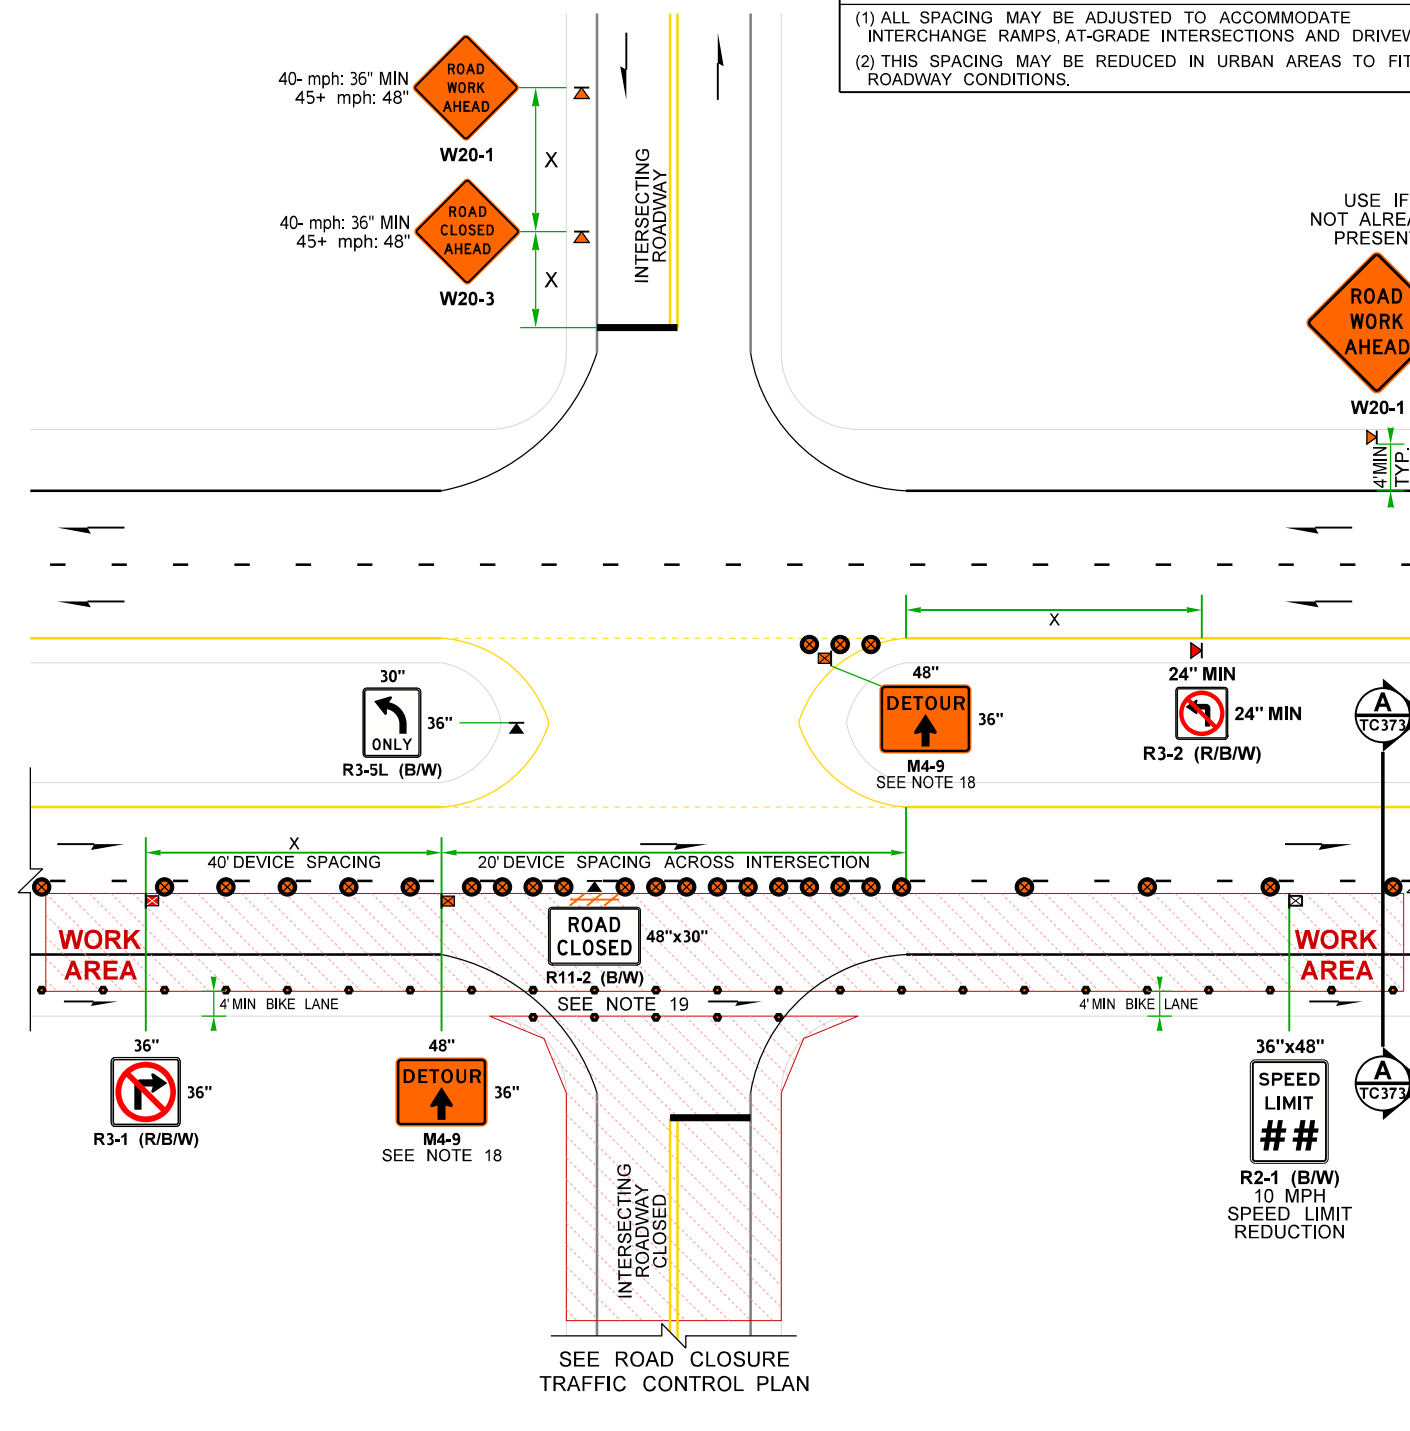 (1) ALL SPACING MAY BE ADJUSTED TO ACCOMMODATE
INTERCHANGE RAMPS, AT-GRADE INTERSECTIONS AND
(2) THIS SPACING MAY BE REDUCED IN URBAN AREAS TO FIT
ROADWAY CONDITIONS.
40- mph: 36" MIN
45+ mph: 48"
ROAD
WORK
AHEAD
W20-1
X
40- mph: 36" MIN
45+ mph: 48"
ROAD
CLOSED
AHEAD
W20-3
X
INTERSECTING
ROADWAY
USE IF
NOT
PRESENT
ROAD
WORK
AHEAD
W20-1
4'MIN
TYP.
X
30"
ONLY
36"
R3-5L (B/W)
48"
DETOUR
36"
M4-9
SEE NOTE 18
24" MIN
24" MIN
R3-2 (R/B/W)
A
TC373
X
40' DEVICE SPACING
20' DEVICE SPACING ACROSS INTERSECTION
WORK
AREA
ROAD
CLOSED
48"x30"
R11-2 (B/W)
SEE NOTE 19
WORK
AREA
4'MIN BIKE LANE
4'MIN BIKE LANE
36"
36"
R3-1 (R/B/W)
48"
DETOUR
36"
M4-9
SEE NOTE 18
36"x48"
SPEED
LIMIT
##
R2-1 (B/W)
10 MPH
SPEED LIMIT
REDUCTION
A
TC373
INTERSECTING
ROADWAY
CLOSED
SEE ROAD CLOSURE
TRAFFIC CONTROL PLAN